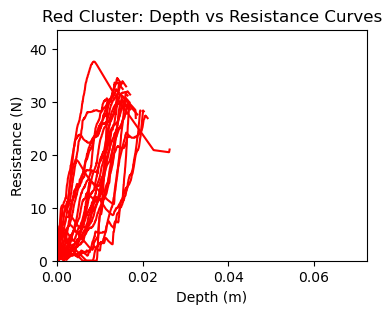 Red Cluster: Depth vs Resistance Curves
Resistance (N)
40
30
20
10
0
0.00 0.02 0.04 0.06
Depth (m)